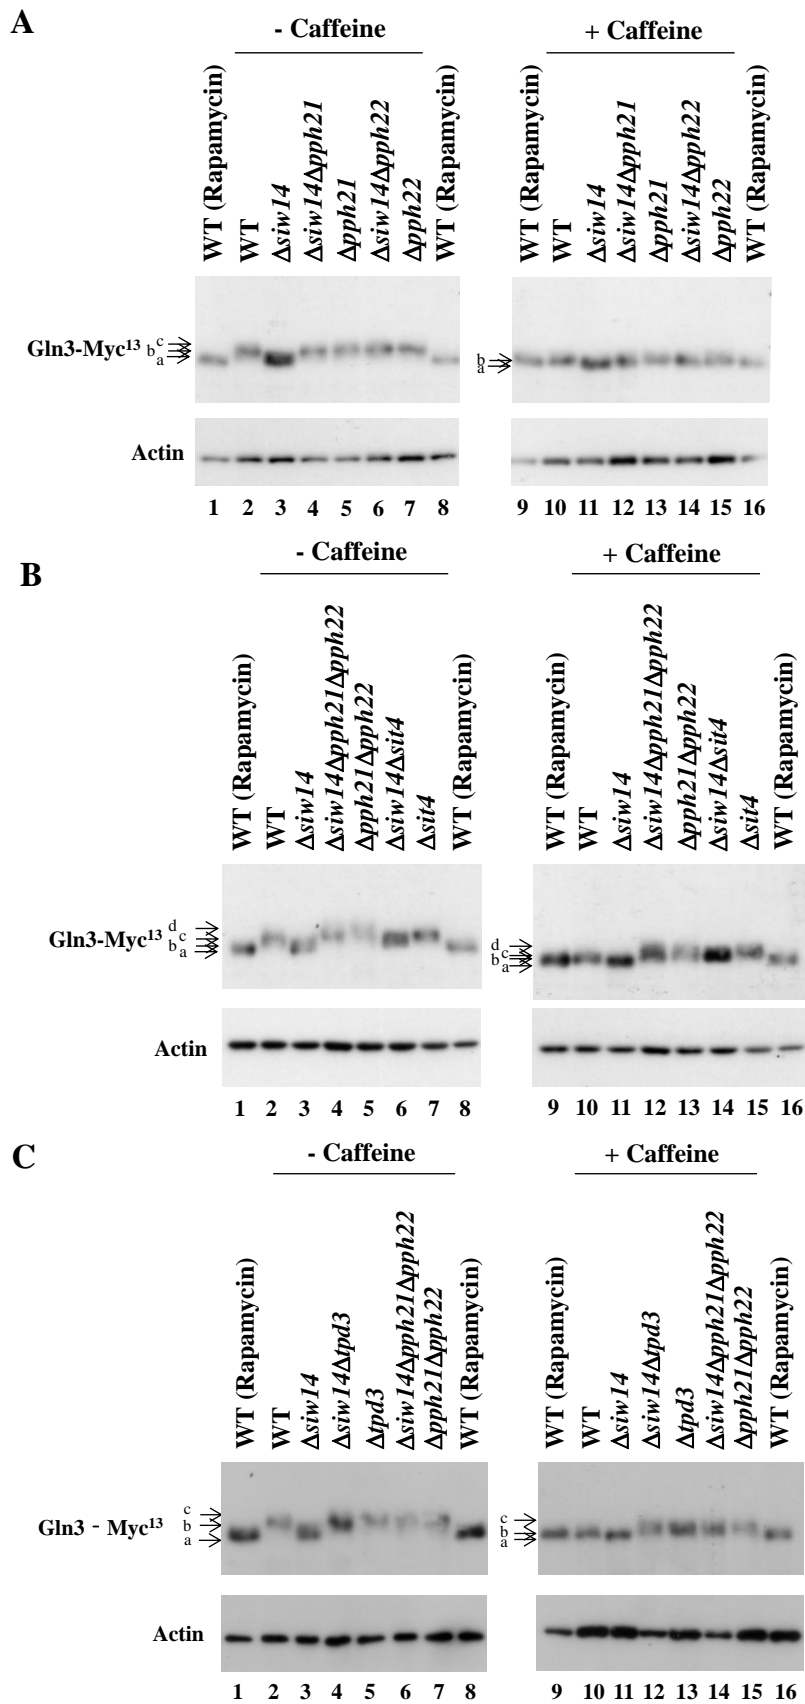 A
- Caffeine
+ Caffeine
WT (Rapamycin)
WT
Δsiw14
Δsiw14Δpph21
Δpph21
Δsiw14Δpph22
Δpph22
WT (Rapamycin)
WT (Rapamycin)
WT
Δsiw14
Δsiw14Δpph21
Δpph21
Δsiw14Δpph22
Δpph22
WT (Rapamycin)
Gln3-Myc¹³
c
b
a
b
a
Actin
1 2 3 4 5 6 7 8
9 10 11 12 13 14 15 16
B
- Caffeine
+ Caffeine
WT (Rapamycin)
WT
Δsiw14
Δsiw14Δpph21Δpph22
Δpph21Δpph22
Δsiw14Δsit4
Δsit4
WT (Rapamycin)
WT (Rapamycin)
WT
Δsiw14
Δsiw14Δpph21Δpph22
Δpph21Δpph22
Δsiw14Δsit4
Δsit4
WT (Rapamycin)
Gln3-Myc¹³
d
c
b
a
d
c
b
a
Actin
1 2 3 4 5 6 7 8
9 10 11 12 13 14 15 16
C
- Caffeine
+ Caffeine
WT (Rapamycin)
WT
Δsiw14
Δsiw14Δtpd3
Δtpd3
Δsiw14Δpph21Δpph22
Δpph21Δpph22
WT (Rapamycin)
WT (Rapamycin)
WT
Δsiw14
Δsiw14Δtpd3
Δtpd3
Δsiw14Δpph21Δpph22
Δpph21Δpph22
WT (Rapamycin)
Gln3 - Myc¹³
c
b
a
c
b
a
Actin
1 2 3 4 5 6 7 8
9 10 11 12 13 14 15 16